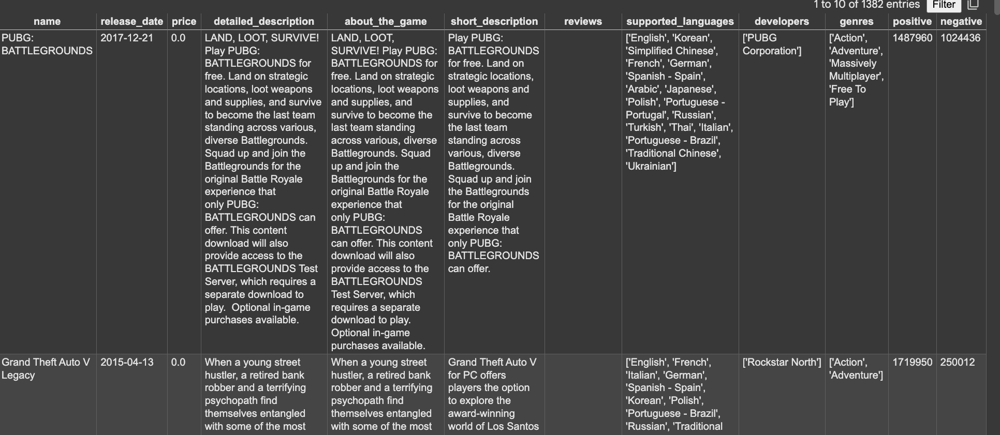 1 to 10 of 1382 entries Filter
name release_date price detailed_description about_the_game short_description reviews supported_languages developers genres positive negative
PUBG:
BATTLEGROUNDS
2017-12-21
0.0
LAND, LOOT, SURVIVE!
Play PUBG:
BATTLEGROUNDS for
free. Land on strategic
locations, loot weapons
and supplies, and survive
to become the last team
standing across various,
diverse Battlegrounds.
Squad up and join the
Battlegrounds for the
original Battle Royale
experience that
only PUBG:
BATTLEGROUNDS can
offer. This content
download will also
provide access to the
BATTLEGROUNDS Test
Server, which requires a
separate download to
play.  Optional in-game
purchases available.
LAND, LOOT,
SURVIVE! Play PUBG:
BATTLEGROUNDS for
free. Land on strategic
locations, loot weapons
and supplies, and
survive to become the
last team standing
across various, diverse
Battlegrounds. Squad
up and join the
Battlegrounds for the
original Battle Royale
experience that
only PUBG:
BATTLEGROUNDS
can offer. This content
download will also
provide access to the
BATTLEGROUNDS
Test Server, which
requires a separate
download to play.
Optional in-game
purchases available.
Play PUBG:
BATTLEGROUNDS
for free. Land on
strategic locations,
loot weapons and
supplies, and
survive to become
the last team
standing across
various, diverse
Battlegrounds.
Squad up and join
the Battlegrounds
for the original
Battle Royale
experience that
only PUBG:
BATTLEGROUNDS
can offer.
['English', 'Korean',
'Simplified Chinese',
'French', 'German',
'Spanish - Spain',
'Arabic', 'Japanese',
'Polish', 'Portuguese -
Portugal', 'Russian',
'Turkish', 'Thai', 'Italian',
'Portuguese - Brazil',
'Traditional Chinese',
'Ukrainian']
['PUBG
Corporation']
['Action',
'Adventure',
'Massively
Multiplayer',
'Free To
Play']
1487960
1024436
Grand Theft Auto V
Legacy
2015-04-13
0.0
When a young street
hustler, a retired bank
robber and a terrifying
psychopath find
themselves entangled
with some of the most
When a young street
hustler, a retired bank
robber and a terrifying
psychopath find
themselves entangled
with some of the most
Grand Theft Auto V
for PC offers
players the option
to explore the
award-winning
world of Los Santos
['English', 'French',
'Italian', 'German',
'Spanish - Spain',
'Korean', 'Polish',
'Portuguese - Brazil',
'Russian', 'Traditional
['Rockstar North']
['Action',
'Adventure']
1719950
250012